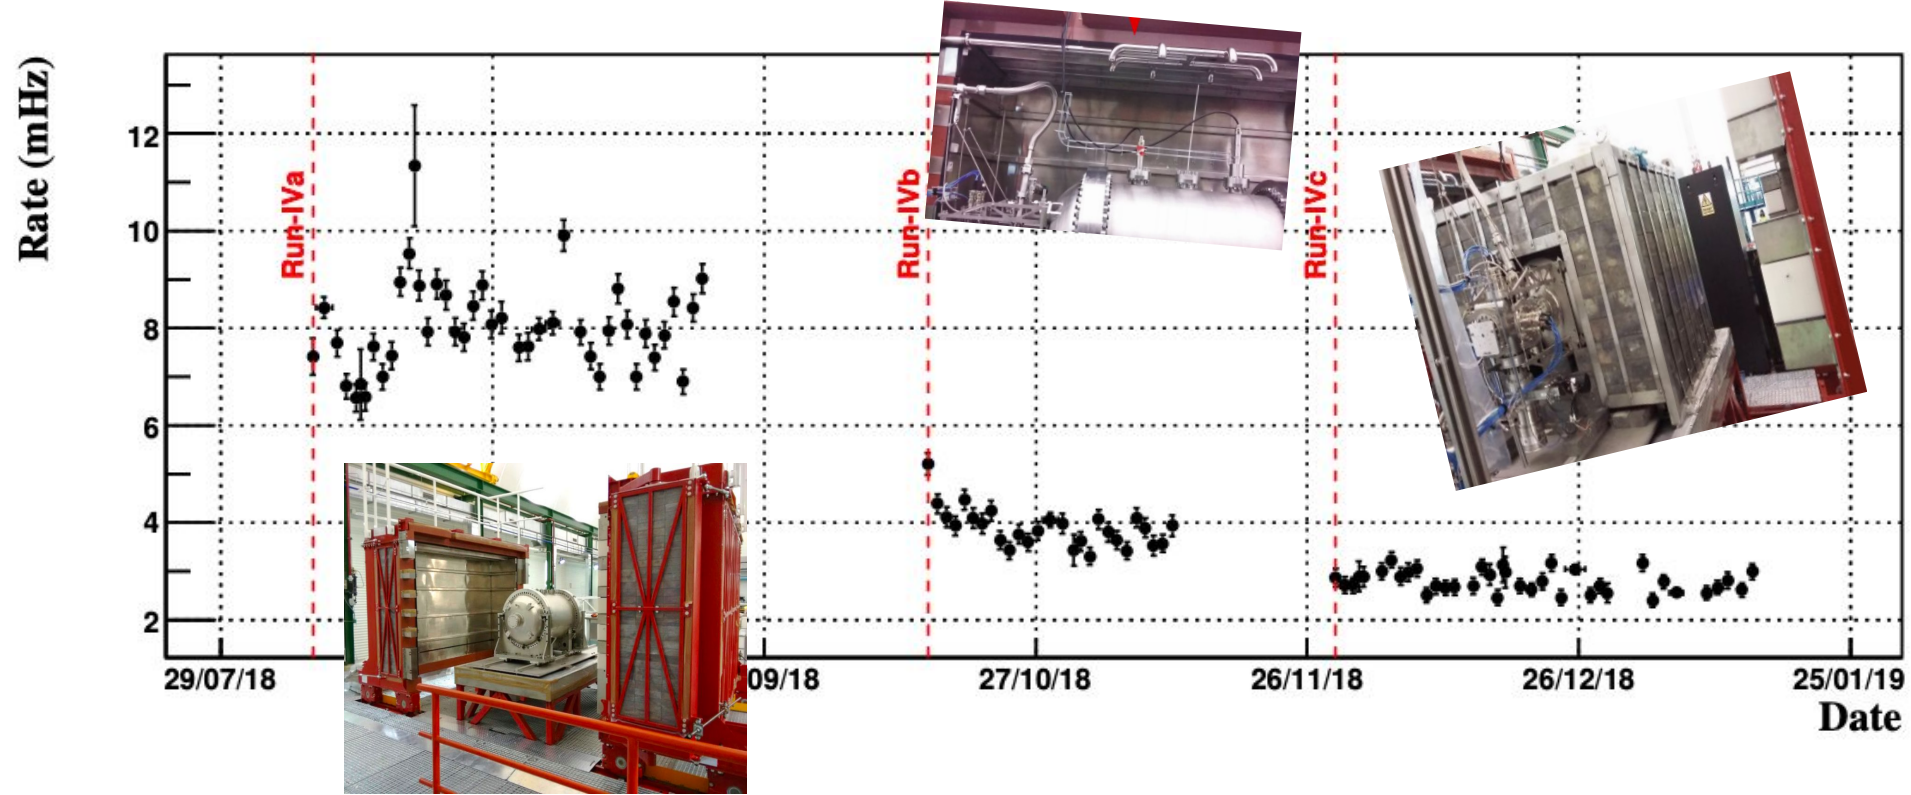 Rate (mHz)
12
10
8
6
4
2
Run-IVa
Run-IVb
Run-IVc
29/07/18
09/18
27/10/18
26/11/18
26/12/18
25/01/19
Date